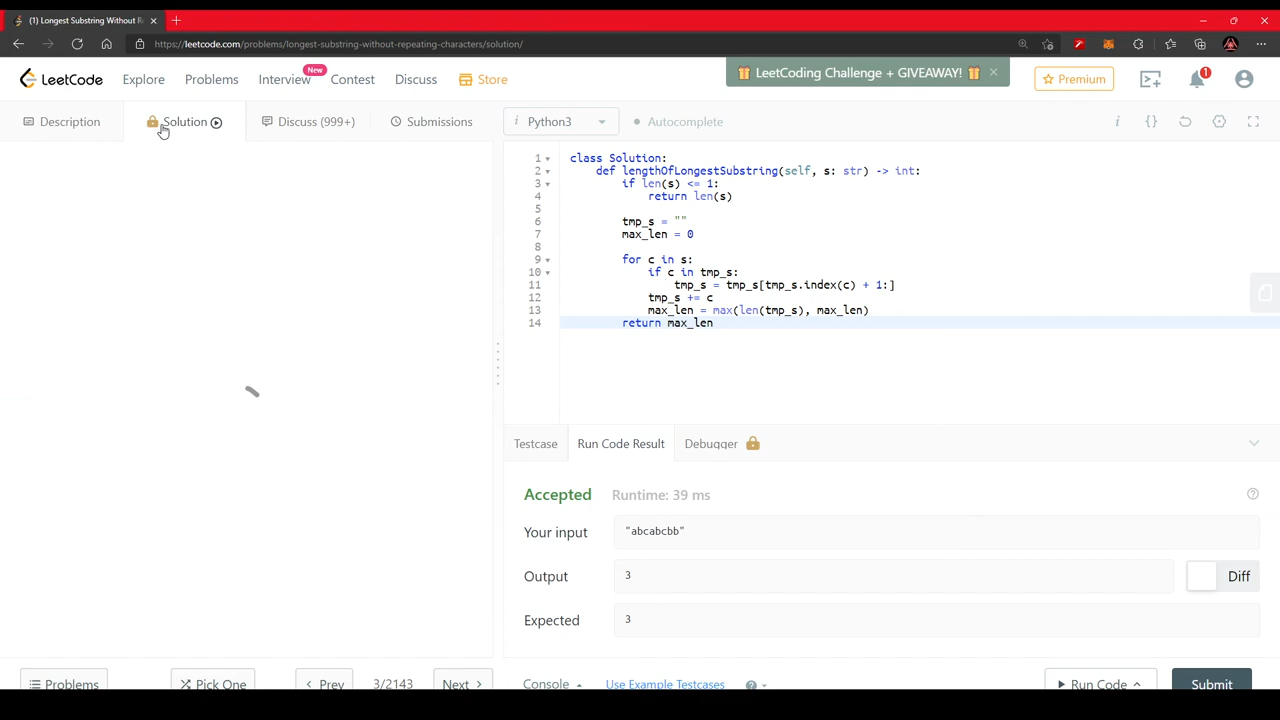 (1) Longest Substring Without R
https://leetcode.com/problems/longest-substring-without-repeating-characters/solution/
LeetCode Explore Problems Interview New Contest Discuss Store LeetCoding Challenge + GIVEAWAY! Premium 1
Description Solution Discuss (999+) Submissions i Python3 Autocomplete i {}
1 class Solution:
2 def lengthOfLongestSubstring(self, s: str) -> int:
3 if len(s) <= 1:
4 return len(s)
5
6 tmp_s = ""
7 max_len = 0
8
9 for c in s:
10 if c in tmp_s:
11 tmp_s = tmp_s[tmp_s.index(c) + 1:]
12 tmp_s += c
13 max_len = max(len(tmp_s), max_len)
14 return max_len
Testcase Run Code Result Debugger
Accepted Runtime: 39 ms
Your input "abcabcbb"
Output 3 Diff
Expected 3
Problems Pick One < Prev 3/2143 Next > Console Use Example Testcases ? Run Code Submit